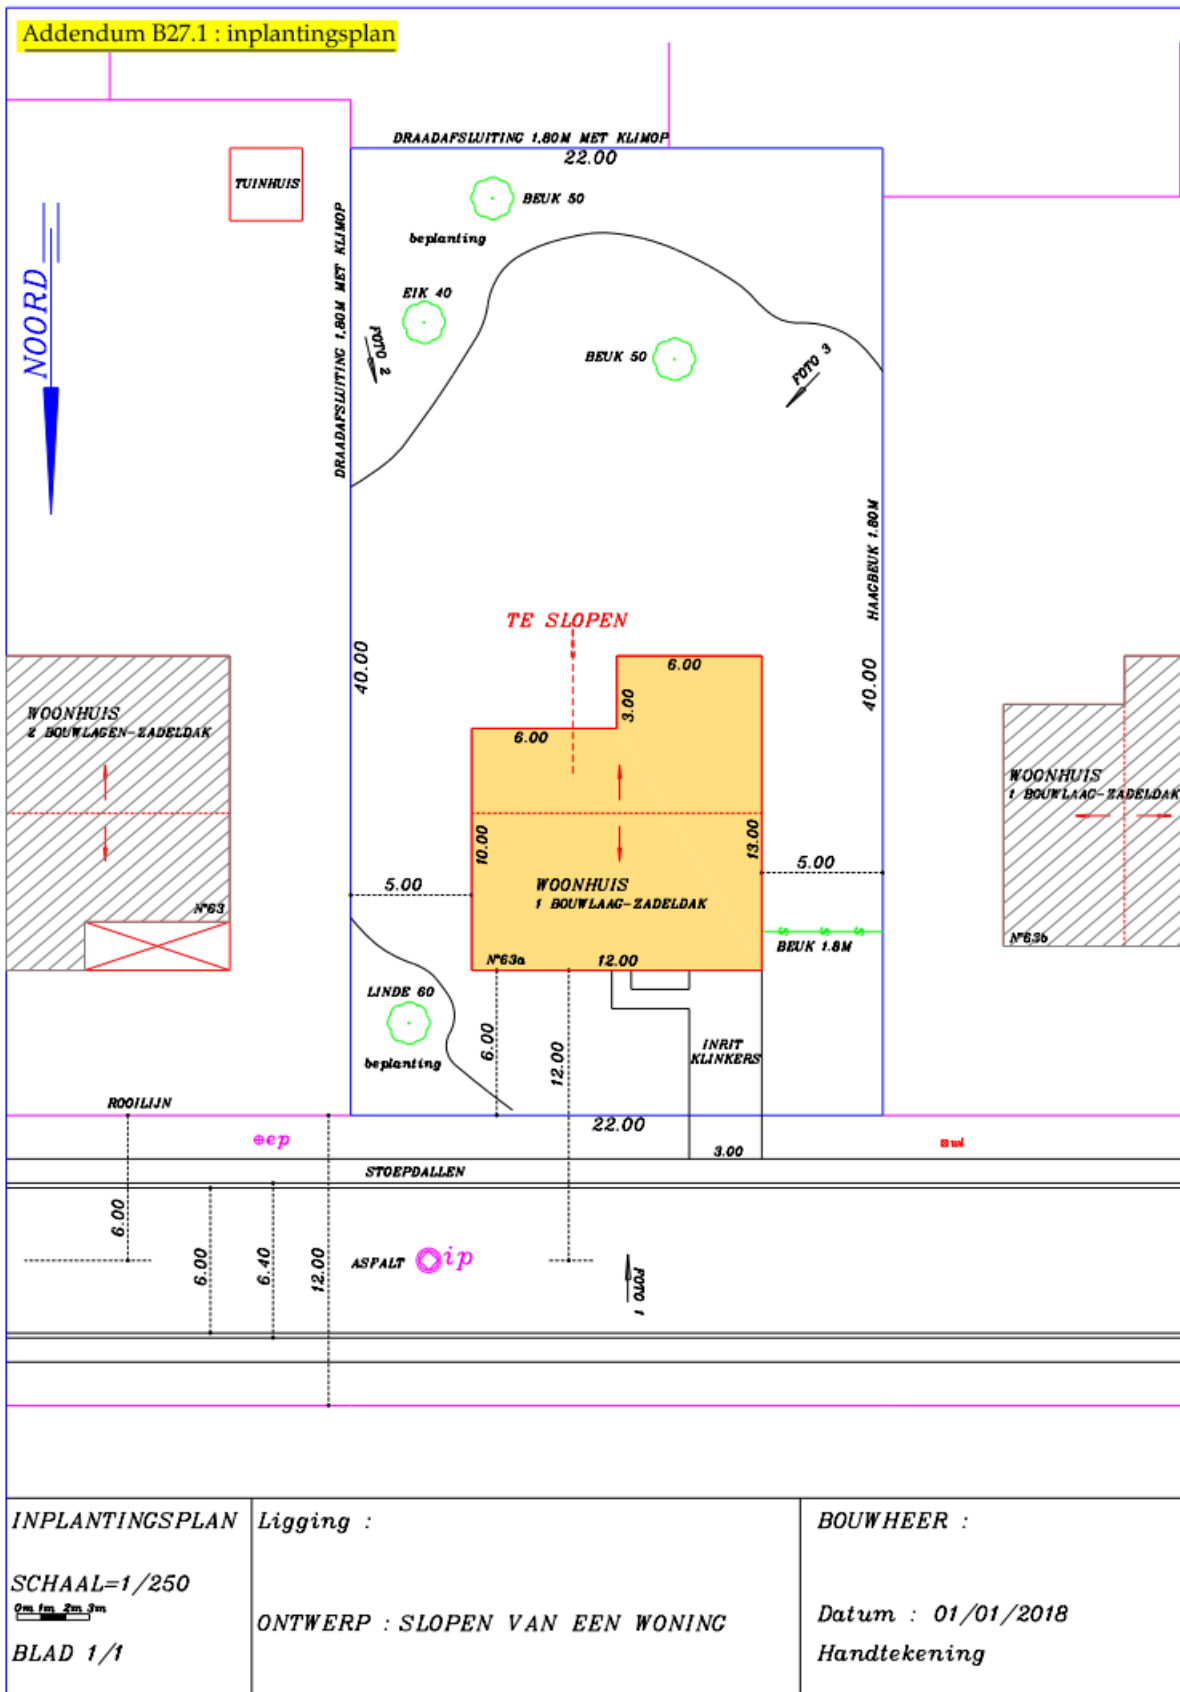 Addendum B27.1 : inplantingsplan
DRAADAFSLUITING 1.80M MET KLIMOP
22.00
TUINHUIS
BEUK 50
beplanting
NOORD
DRAADAFSLUITING 1.80M MET KLIMOP
EIK 40
FOTO 2
BEUK 50
FOTO 3
HAAGBEUK 1.80M
TE SLOPEN
40.00
6.00
40.00
3.00
WOONHUIS
2 BOUWLAGEN-ZADELDAK
6.00
WOONHUIS
1 BOUWLAAG-ZADELDAK
10.00
13.00
5.00
5.00
WOONHUIS
1 BOUWLAAG-ZADELDAK
N°63
N°63a
12.00
BEUK 1.8M
N°63b
LINDE 60
beplanting
6.00
12.00
INRIT
KLINKERS
ROOILIJN
22.00
ep
3.00
wl
STOEPDALLEN
6.00
6.00
6.40
12.00
ASFALT
ip
FOTO 1
INPLANTINGSPLAN
SCHAAL=1/250
0m 1m 2m 3m
BLAD 1/1
Ligging :
ONTWERP : SLOPEN VAN EEN WONING
BOUWHEER :
Datum : 01/01/2018
Handtekening